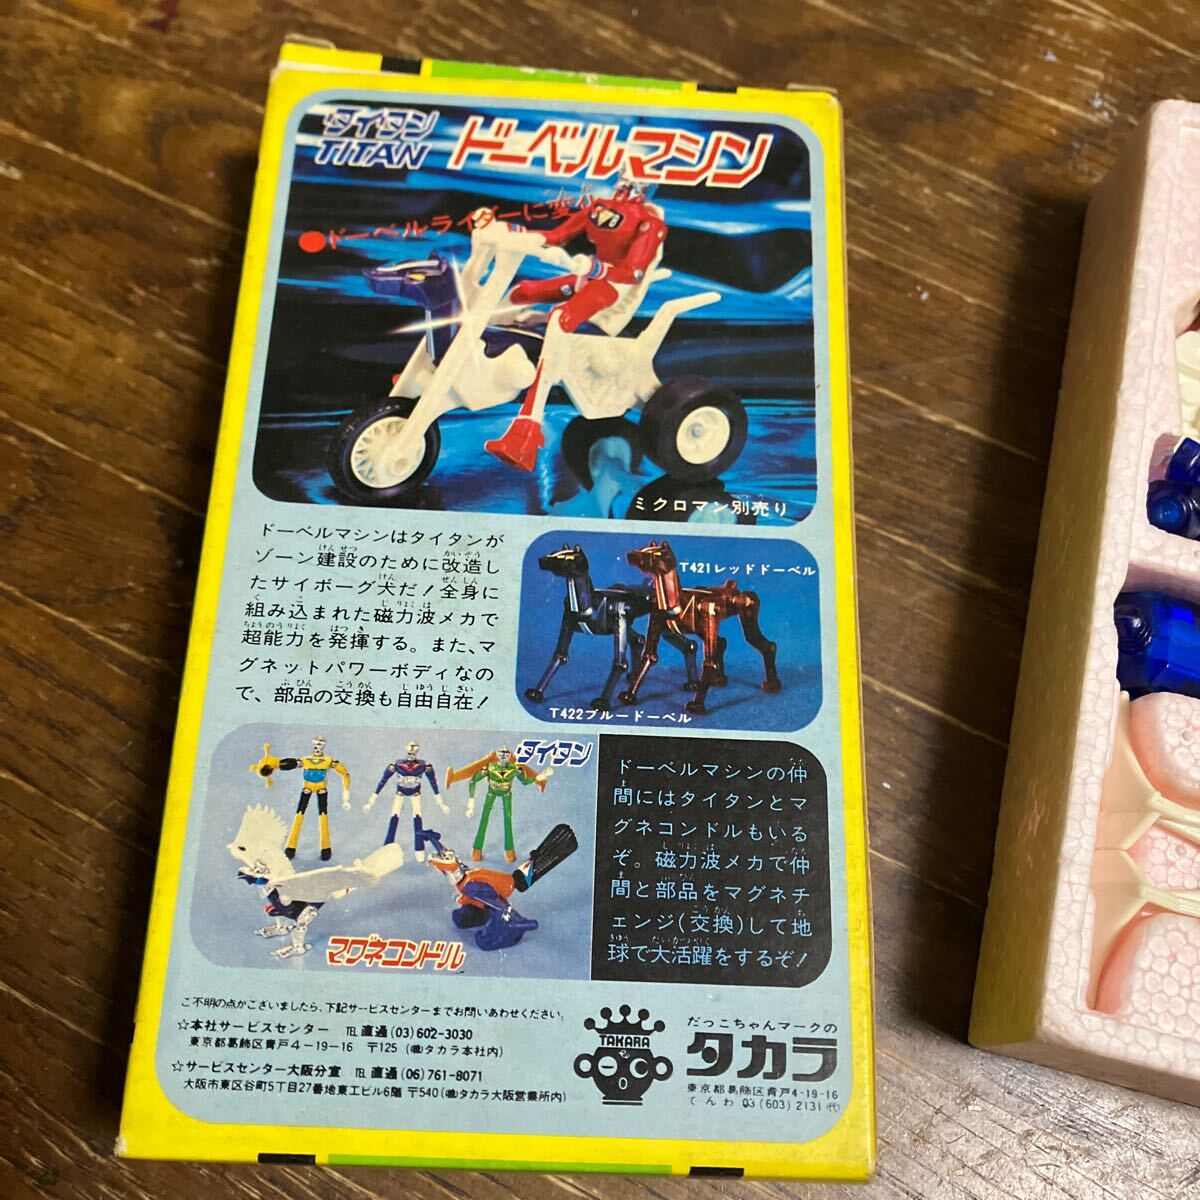 タイタン
TITAN
ドーベルマシン
●ドーベルライダーに変
ミクロマン別売り
ドーベルマシンはタイタンが
ゾーン建設のために改造し
たサイボーグ犬だ！全身に
組み込まれた磁力波メカで
超能力を発揮する。また、マ
グネットパワーボディなの
で、部品の交換も自由自在！
T421レッドドーベル
T422ブルードーベル
タイタン
マグネコンドル
ドーベルマシンの仲
間にはタイタンとマ
グネコンドルもいる
ぞ。磁力波メカで仲
間と部品をマグネチ
ェンジ(交換)して地
球で大活躍をするぞ！
ご不明の点がございましたら、下記サービスセンターまでお問いあわせください。
☆本社サービスセンター TEL 直通 (03) 602-3030
東京都葛飾区青戸4-19-16 〒125 (㈱タカラ本社内)
☆サービスセンター大阪分室 TEL 直通 (06) 761-8071
大阪市東区谷町5丁目27番地東工ビル6階 〒540 (㈱タカラ大阪営業所内)
TAKARA
だっこちゃんマークの
タカラ
東京都葛飾区青戸4-19-16
でんわ 03 (603) 2131 (代)